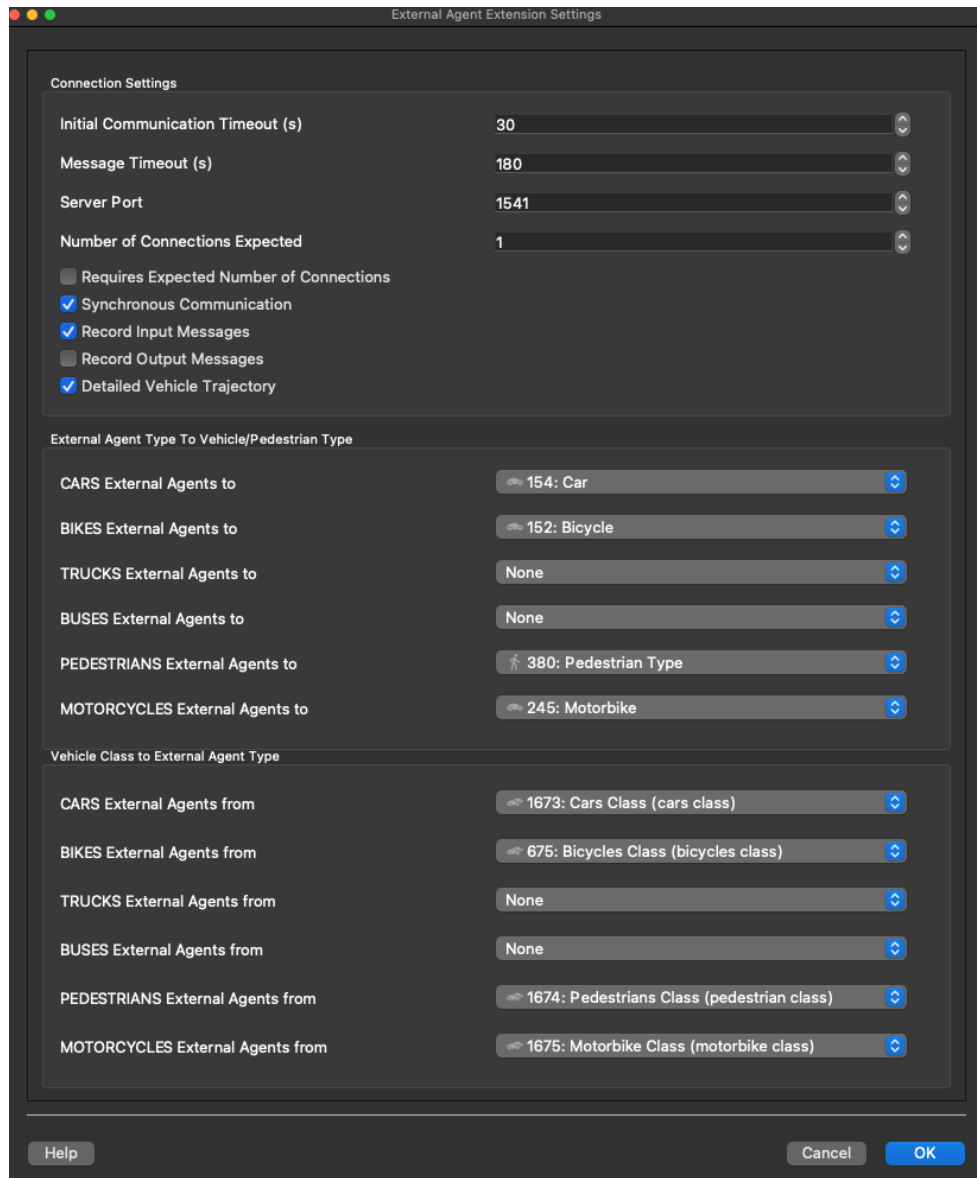 External Agent Extension Settings
Connection Settings
Initial Communication Timeout (s) 30
Message Timeout (s) 180
Server Port 1541
Number of Connections Expected 1
Requires Expected Number of Connections
Synchronous Communication
Record Input Messages
Record Output Messages
Detailed Vehicle Trajectory
External Agent Type To Vehicle/Pedestrian Type
CARS External Agents to 154: Car
BIKES External Agents to 152: Bicycle
TRUCKS External Agents to None
BUSES External Agents to None
PEDESTRIANS External Agents to 380: Pedestrian Type
MOTORCYCLES External Agents to 245: Motorbike
Vehicle Class to External Agent Type
CARS External Agents from 1673: Cars Class (cars class)
BIKES External Agents from 675: Bicycles Class (bicycles class)
TRUCKS External Agents from None
BUSES External Agents from None
PEDESTRIANS External Agents from 1674: Pedestrians Class (pedestrian class)
MOTORCYCLES External Agents from 1675: Motorbike Class (motorbike class)
Help Cancel OK